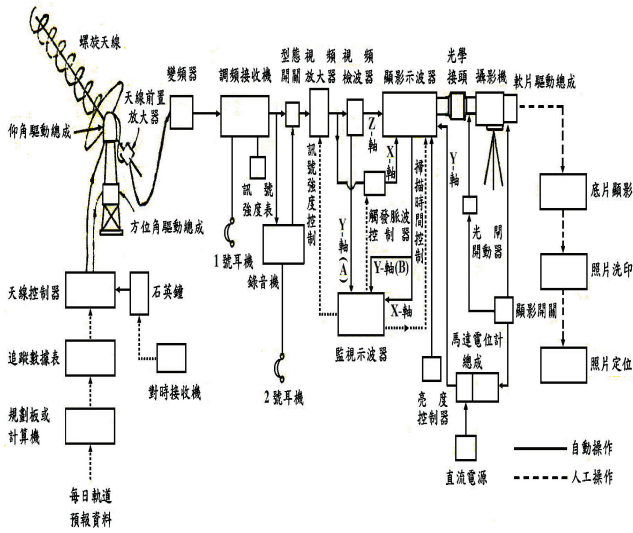 螺旋天線
天線前置
放大器
仰角驅動總成
方位角驅動總成
變頻器
調頻接收機
型態
開關
視頻
放大器
視頻
檢波器
顯影示波器
光學
接頭
攝影機
軟片驅動總成
訊號
強度表
1號耳機
錄音機
2號耳機
訊號強度控制
Y-軸(A)
Z-軸
X-軸
觸發脈波
控制器
Y-軸(B)
X-軸
掃描時間控制
監視示波器
Y-軸
光閘
開動器
顯影開關
馬達電位計
總成
亮度
控制器
直流電源
底片顯影
照片洗印
照片定位
天線控制器
石英鐘
追蹤數據表
對時接收機
規劃板或
計算機
每日軌道
預報資料
自動操作
人工操作